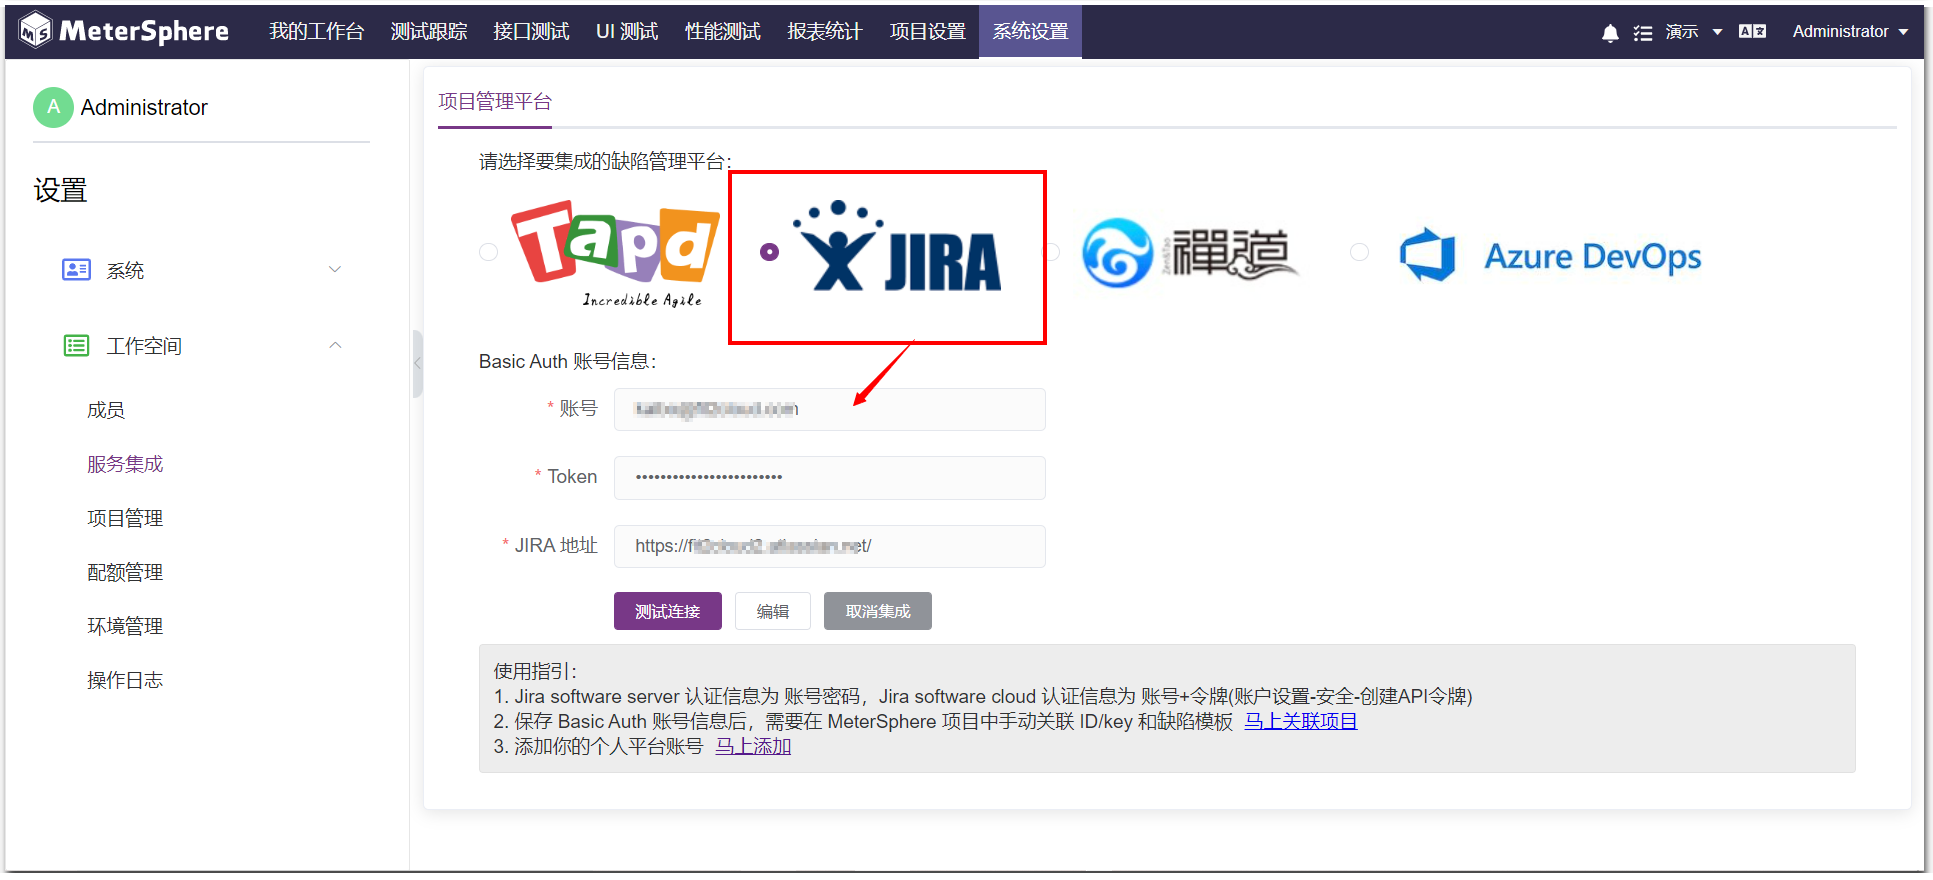 MeterSphere 我的工作台 测试跟踪 接口测试 UI 测试 性能测试 报表统计 项目设置 系统设置 演示 Administrator
A Administrator
设置
系统
工作空间
成员
服务集成
项目管理
配额管理
环境管理
操作日志
项目管理平台
请选择要集成的缺陷管理平台：
Tapd
Incredible Agile
JIRA
禅道
Azure DevOps
Basic Auth 账号信息：
* 账号
* Token ••••••••••••••••••••••••
* JIRA 地址 https://
测试连接 编辑 取消集成
使用指引：
1. Jira software server 认证信息为 账号密码，Jira software cloud 认证信息为 账号+令牌(账户设置-安全-创建API令牌)
2. 保存 Basic Auth 账号信息后，需要在 MeterSphere 项目中手动关联 ID/key 和缺陷模板 马上关联项目
3. 添加你的个人平台账号 马上添加